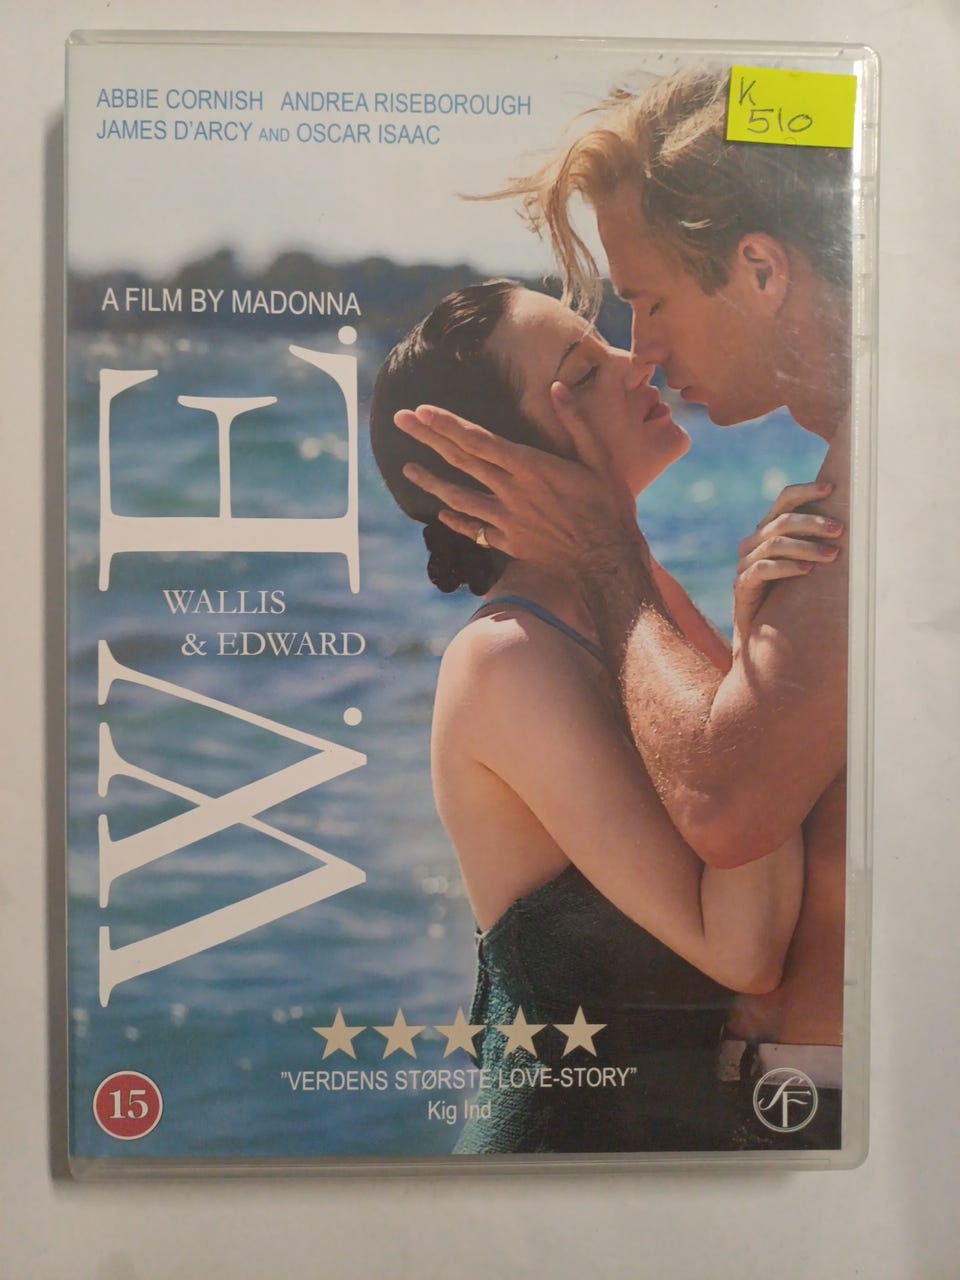 ABBIE CORNISH ANDREA RISEBOROUGH
JAMES D'ARCY AND OSCAR ISAAC
K
510
A FILM BY MADONNA
W.E.
WALLIS
& EDWARD
"VERDENS STØRSTE LOVE-STORY"
Kig Ind
15
SF